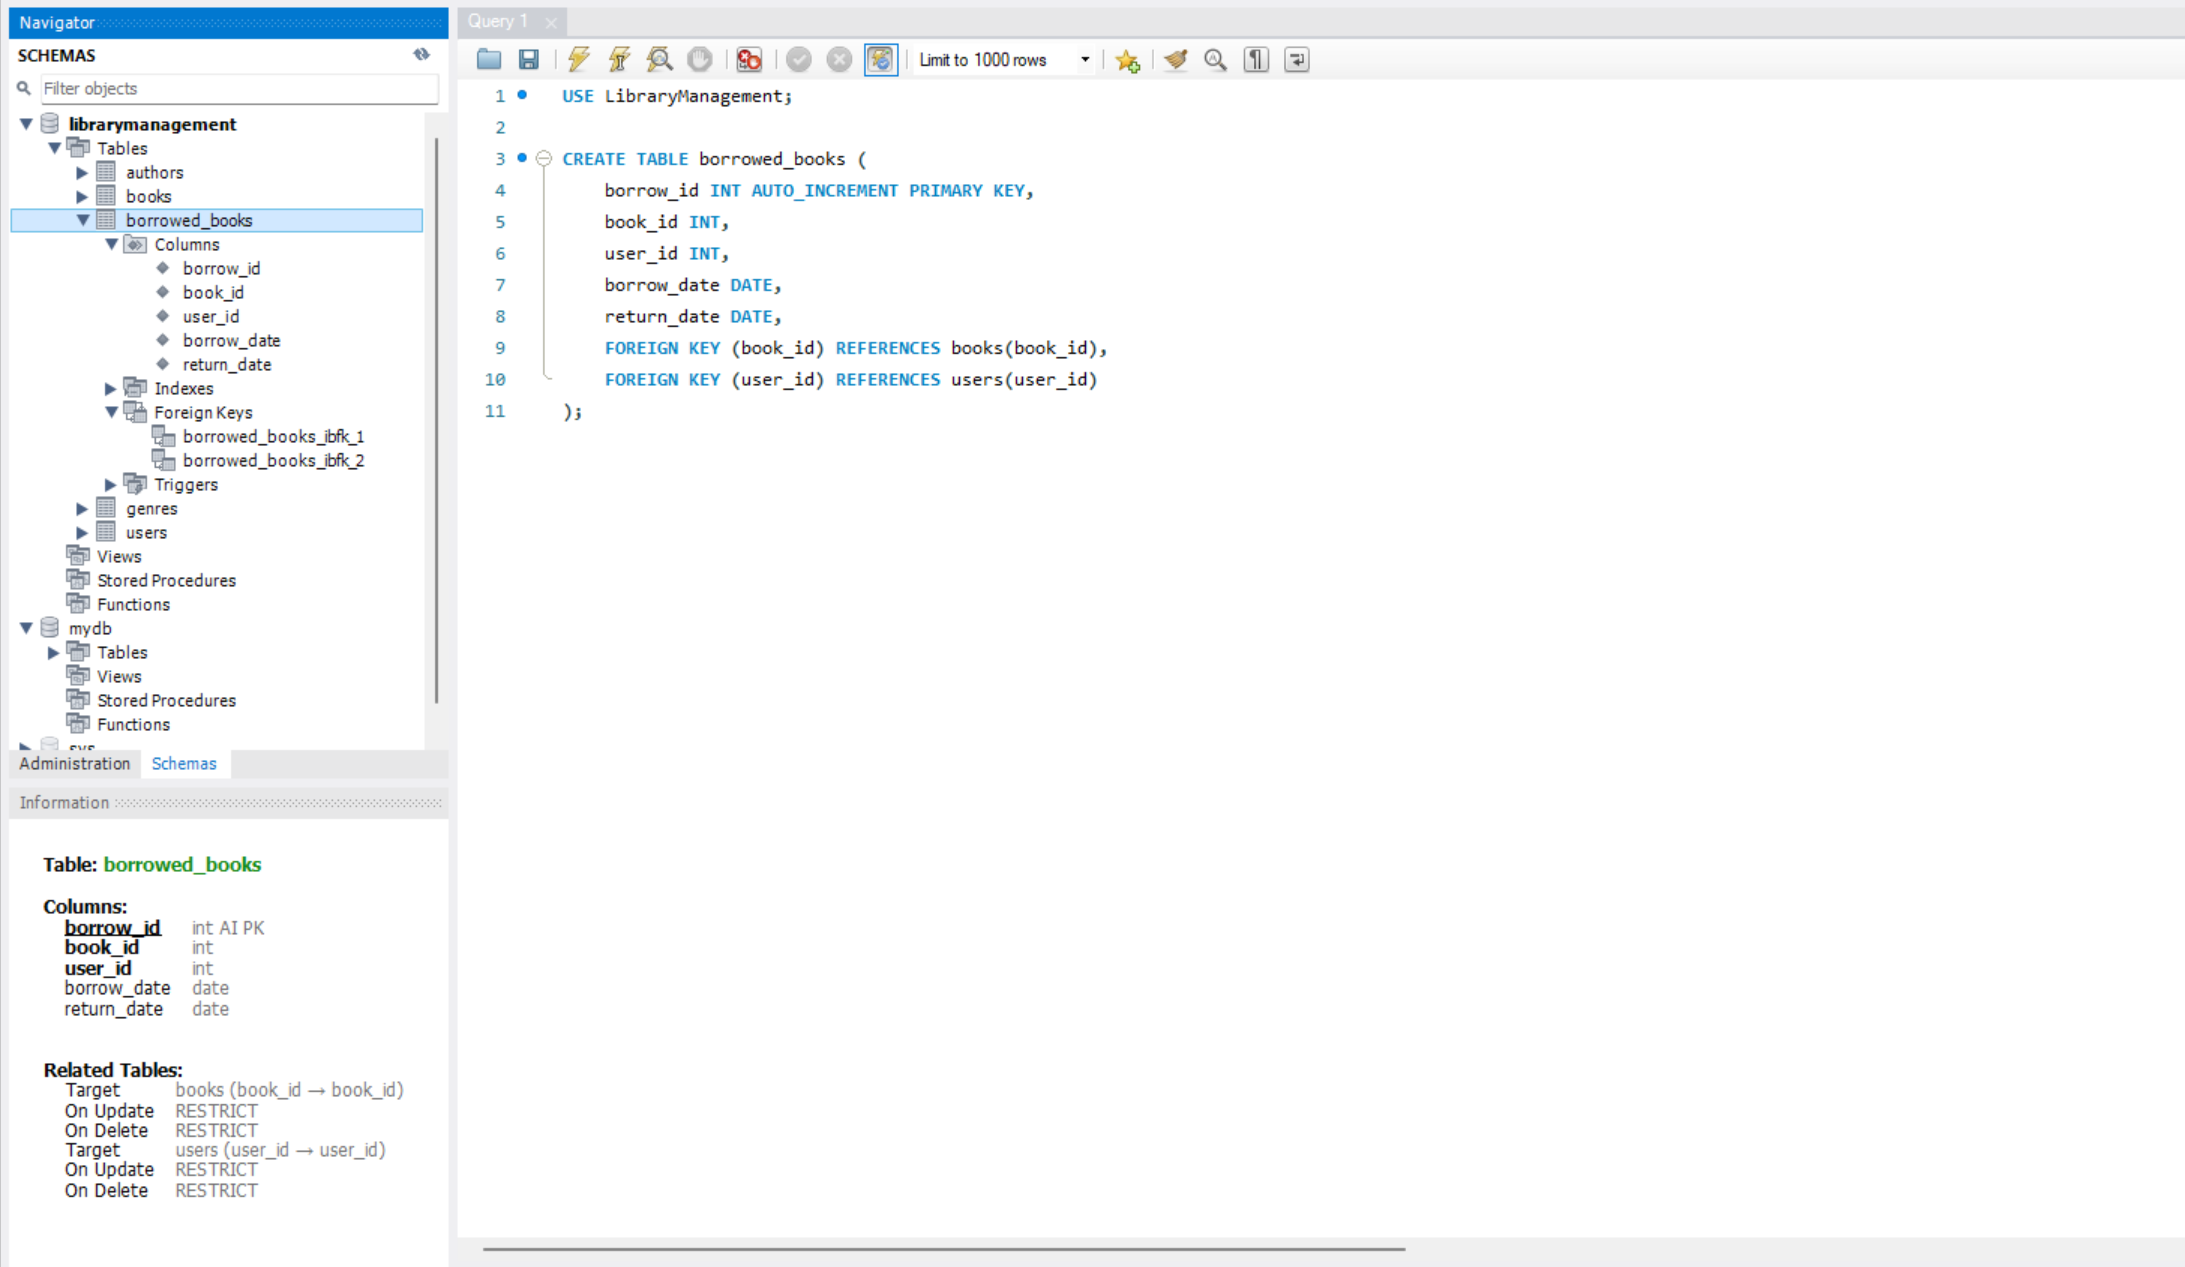 Navigator
SCHEMAS
Filter objects
librarymanagement
Tables
authors
books
borrowed_books
Columns
borrow_id
book_id
user_id
borrow_date
return_date
Indexes
Foreign Keys
borrowed_books_ibfk_1
borrowed_books_ibfk_2
Triggers
genres
users
Views
Stored Procedures
Functions
mydb
Tables
Views
Stored Procedures
Functions
sys
Administration Schemas
Information
Table: borrowed_books
Columns:
borrow_id int AI PK
book_id int
user_id int
borrow_date date
return_date date
Related Tables:
Target books (book_id → book_id)
On Update RESTRICT
On Delete RESTRICT
Target users (user_id → user_id)
On Update RESTRICT
On Delete RESTRICT
Query 1
Limit to 1000 rows
1 USE LibraryManagement;
2
3 CREATE TABLE borrowed_books (
4 borrow_id INT AUTO_INCREMENT PRIMARY KEY,
5 book_id INT,
6 user_id INT,
7 borrow_date DATE,
8 return_date DATE,
9 FOREIGN KEY (book_id) REFERENCES books(book_id),
10 FOREIGN KEY (user_id) REFERENCES users(user_id)
11 );